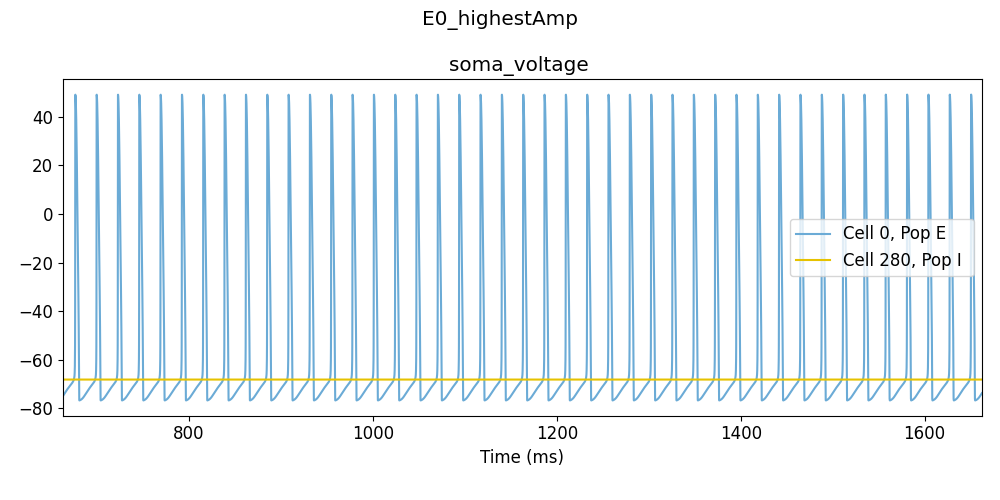 E0_highestAmp
soma_voltage
40
20
0
−20
−40
−60
−80
Cell 0, Pop E
Cell 280, Pop I
800
1000
1200
1400
1600
Time (ms)